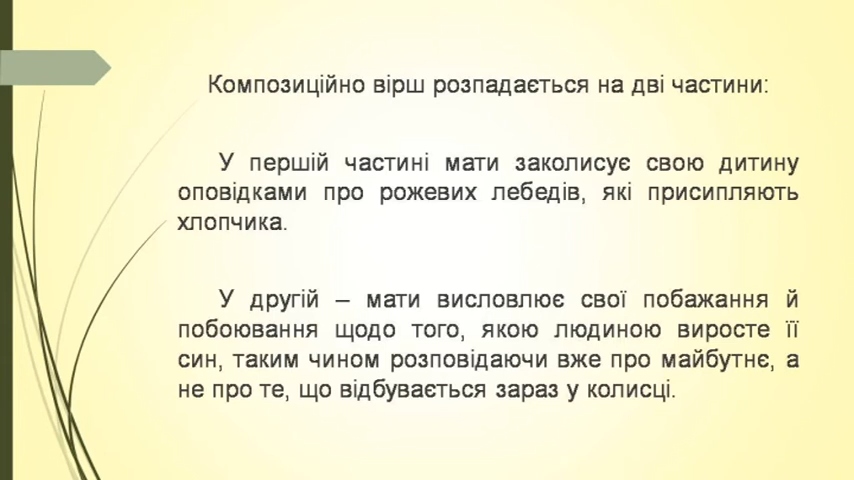 Композиційно вірш розпадається на дві частини:
У першій частині мати заколисує свою дитину
оповідками про рожевих лебедів, які присипляють
хлопчика.
У другій – мати висловлює свої побажання й
побоювання щодо того, якою людиною виросте її
син, таким чином розповідаючи вже про майбутнє, а
не про те, що відбувається зараз у колисці.